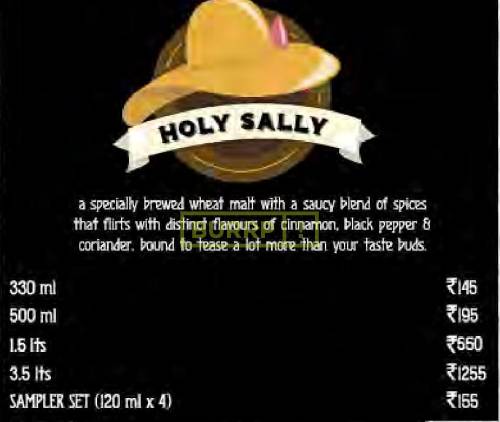 HOLY SALLY
a specially brewed wheat malt with a saucy blend of spices
that flirts with distinct flavours of cinnamon, black pepper &
coriander. bound to tease a lot more than your taste buds.
BURRP!
330 ml ₹145
500 ml ₹195
1.5 lts ₹550
3.5 lts ₹1255
SAMPLER SET (120 ml x 4) ₹155